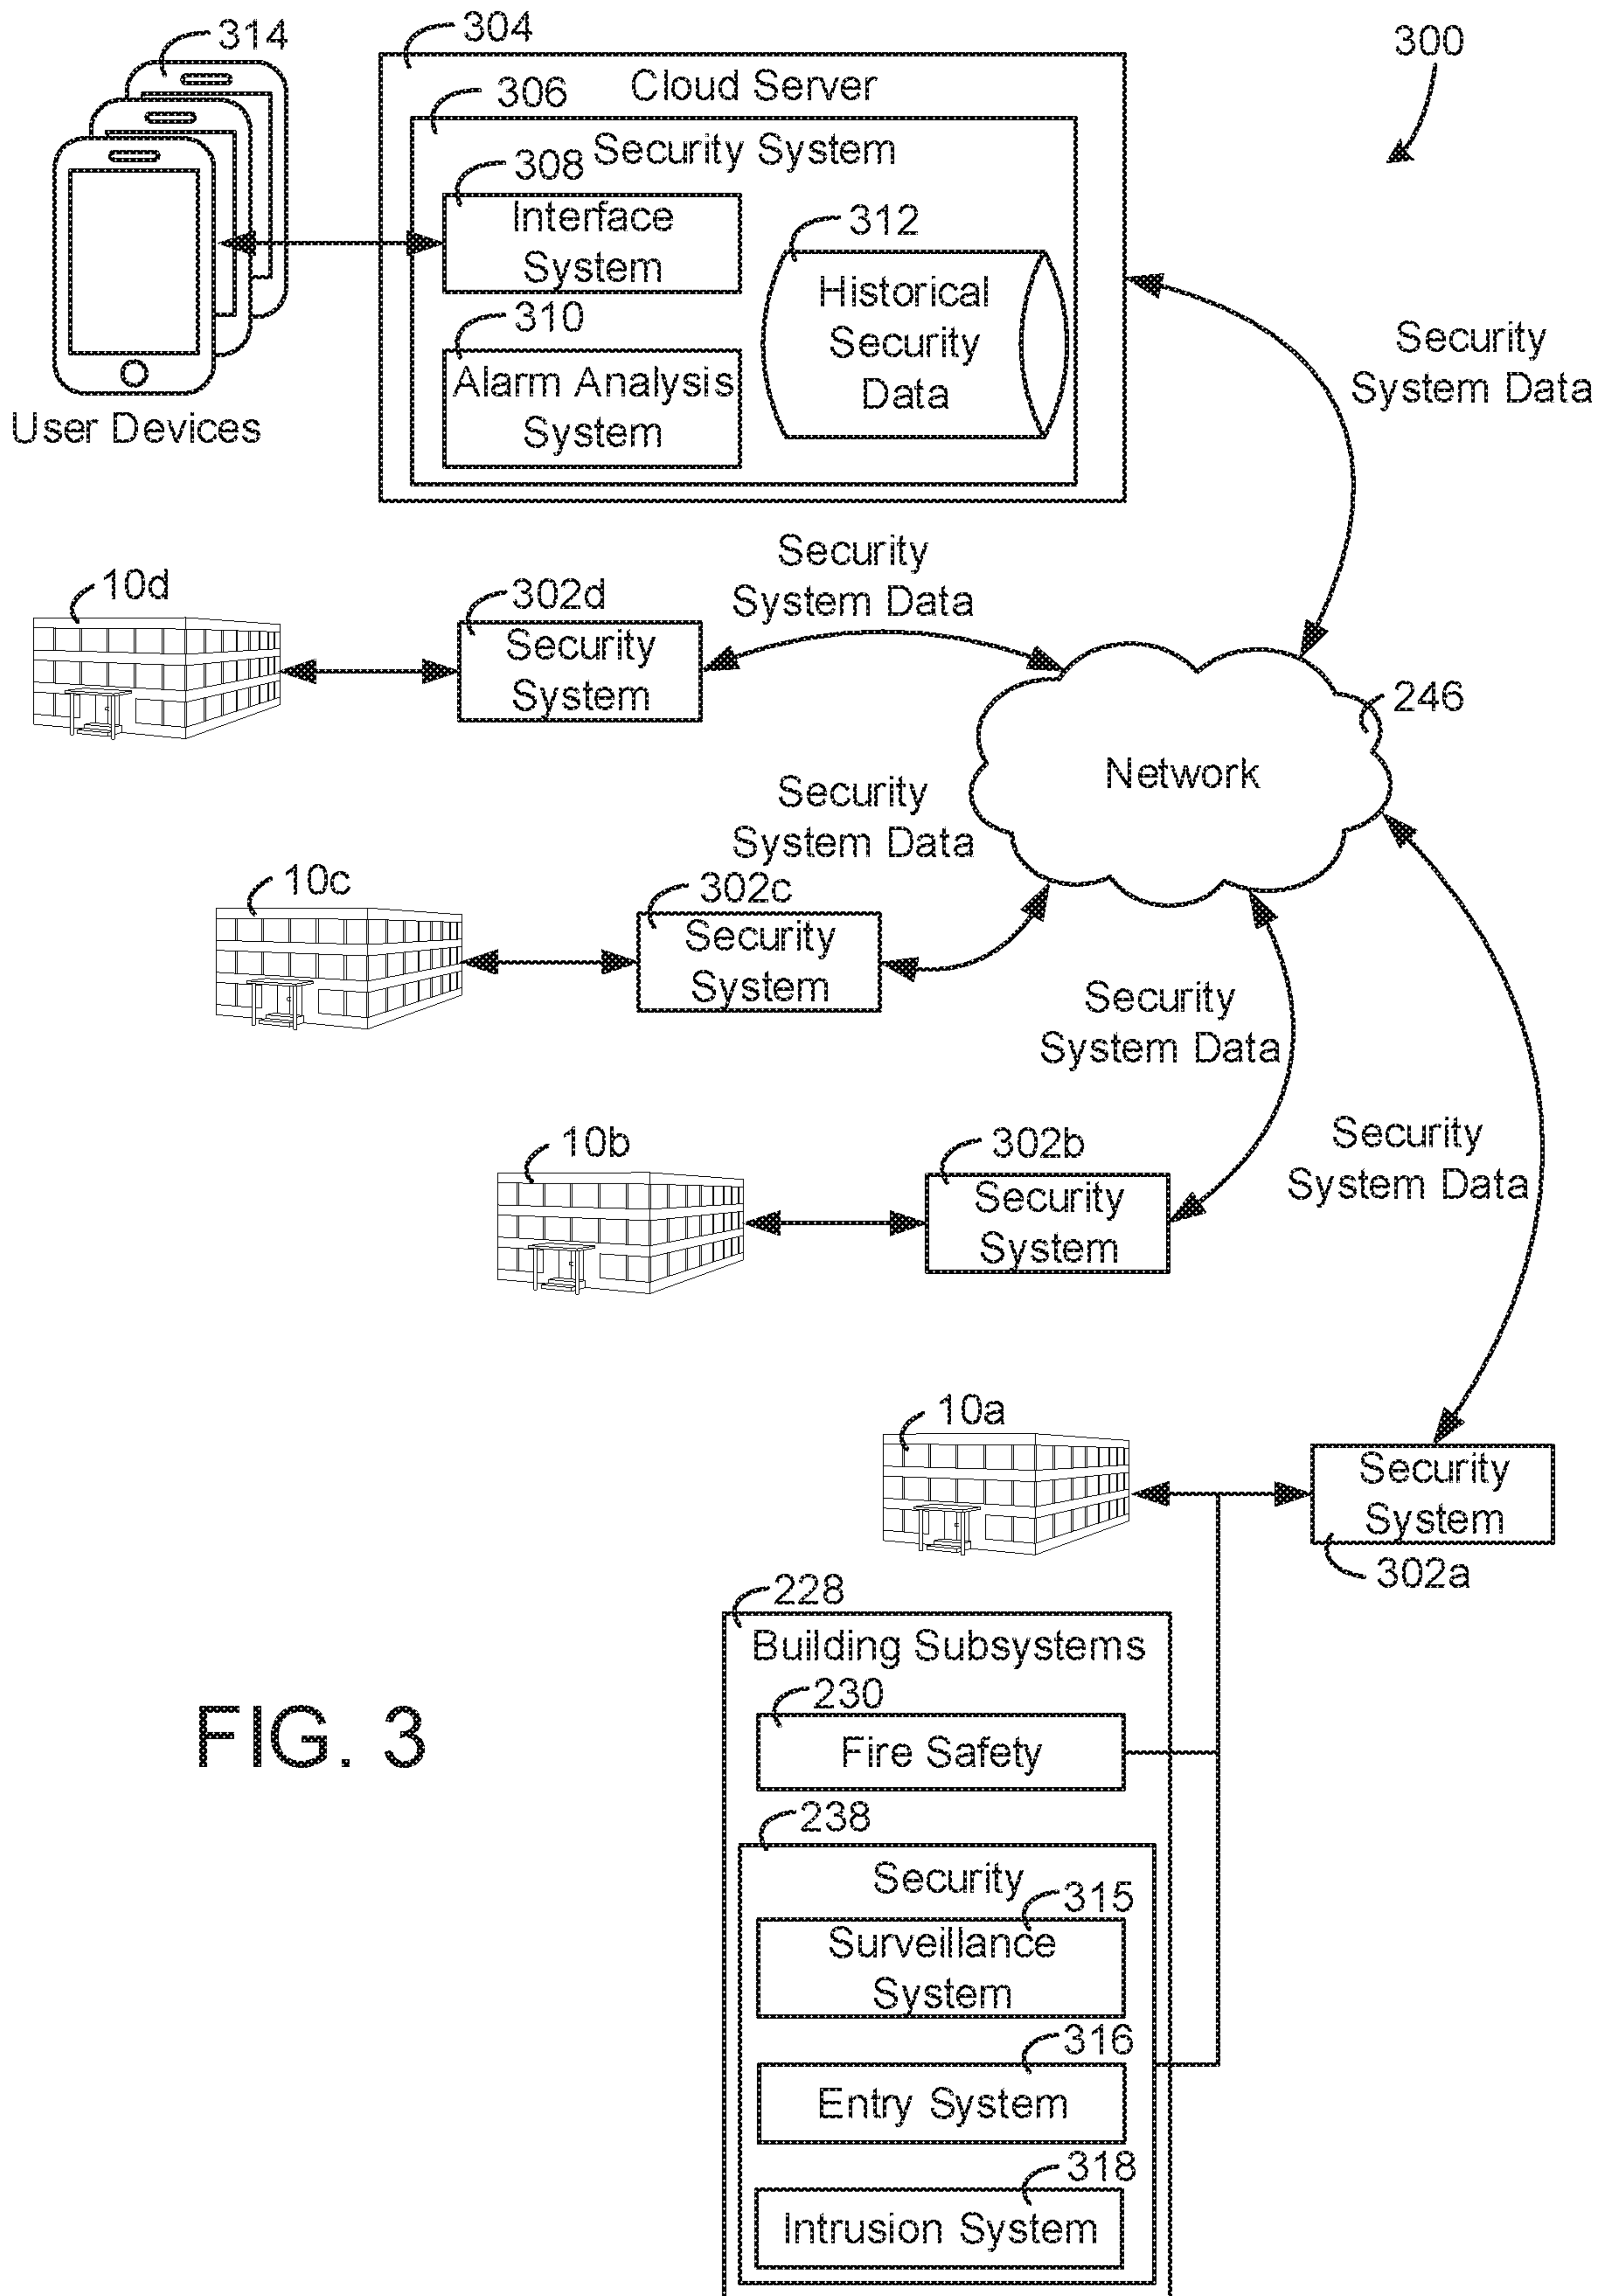 314
304
300
Cloud Server
306
Security System
308
Interface
System
312
Historical
Security
Data
310
Alarm Analysis
System
User Devices
Security
System Data
Security
System Data
10d
302d
Security
System
246
Network
Security
System Data
10c
302c
Security
System
Security
System Data
10b
302b
Security
System
Security
System Data
10a
Security
System
302a
228
Building Subsystems
230
Fire Safety
238
Security
315
Surveillance
System
316
Entry System
318
Intrusion System
FIG. 3